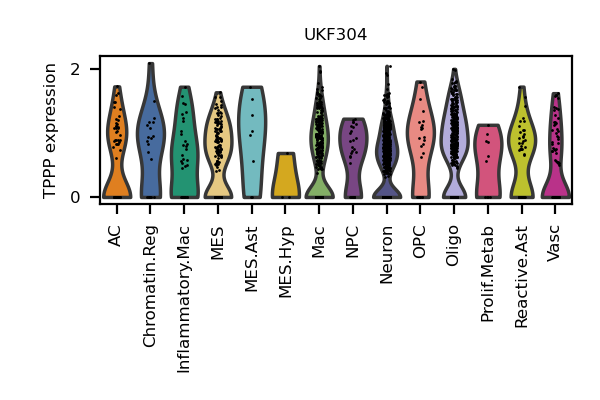 UKF304
TPPP expression
2
0
AC
Chromatin.Reg
Inflammatory.Mac
MES
MES.Ast
MES.Hyp
Mac
NPC
Neuron
OPC
Oligo
Prolif.Metab
Reactive.Ast
Vasc